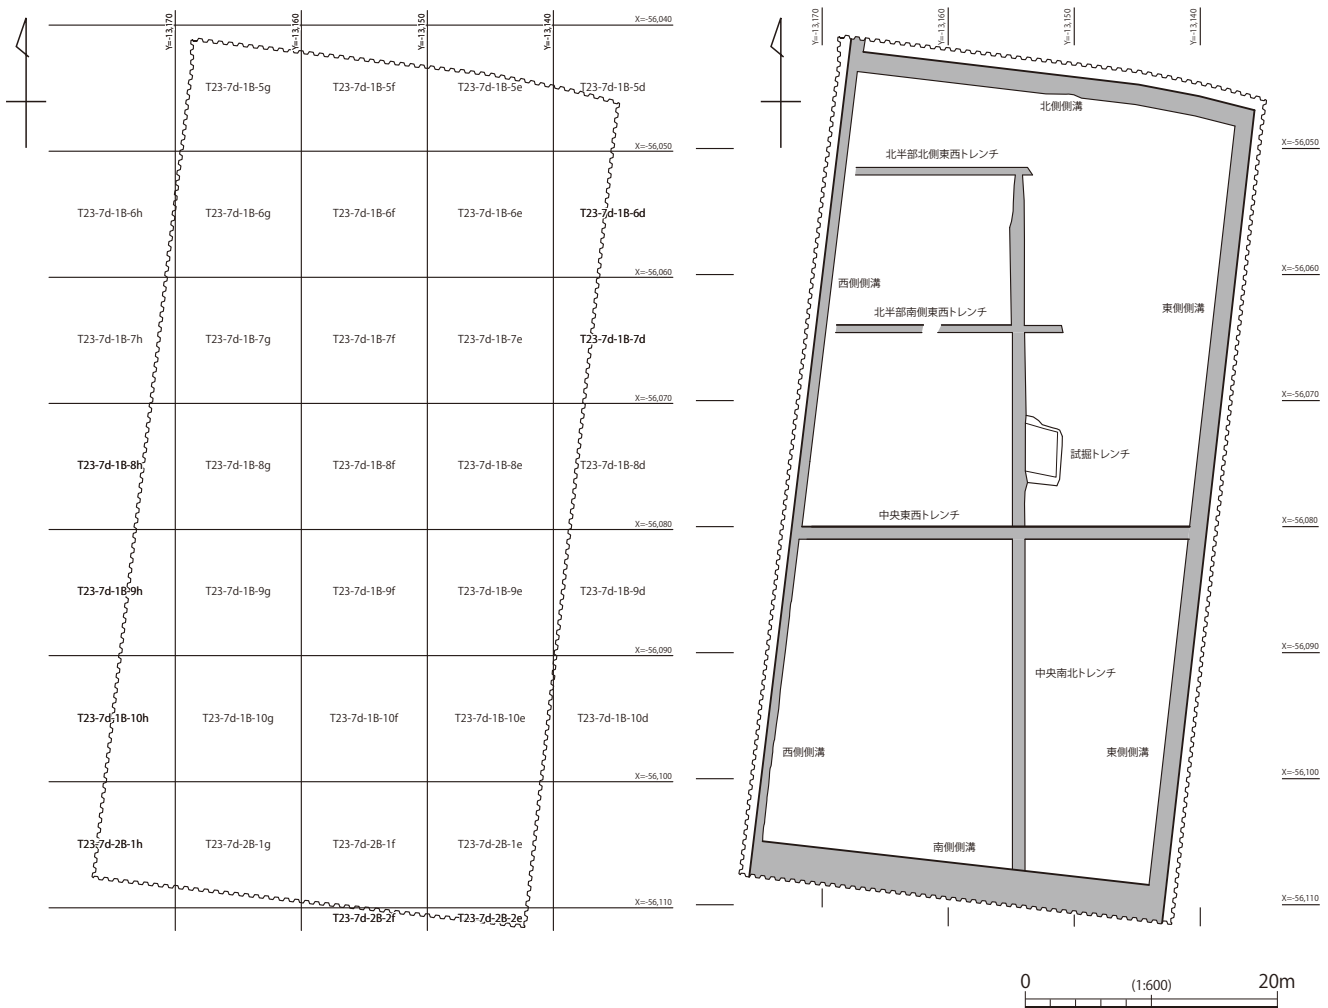 Y=-13,170
Y=-13,160
Y=-13,150
Y=-13,140
X=-56,040
T23-7d-1B-5g
T23-7d-1B-5f
T23-7d-1B-5e
T23-7d-1B-5d
X=-56,050
T23-7d-1B-6h
T23-7d-1B-6g
T23-7d-1B-6f
T23-7d-1B-6e
T23-7d-1B-6d
X=-56,060
T23-7d-1B-7h
T23-7d-1B-7g
T23-7d-1B-7f
T23-7d-1B-7e
T23-7d-1B-7d
X=-56,070
T23-7d-1B-8h
T23-7d-1B-8g
T23-7d-1B-8f
T23-7d-1B-8e
T23-7d-1B-8d
X=-56,080
T23-7d-1B-9h
T23-7d-1B-9g
T23-7d-1B-9f
T23-7d-1B-9e
T23-7d-1B-9d
X=-56,090
T23-7d-1B-10h
T23-7d-1B-10g
T23-7d-1B-10f
T23-7d-1B-10e
T23-7d-1B-10d
X=-56,100
T23-7d-2B-1h
T23-7d-2B-1g
T23-7d-2B-1f
T23-7d-2B-1e
X=-56,110
T23-7d-2B-2f
T23-7d-2B-2e
Y=-13,170
Y=-13,160
Y=-13,150
Y=-13,140
北側側溝
X=-56,050
北半部北側東西トレンチ
X=-56,060
西側側溝
東側側溝
北半部南側東西トレンチ
X=-56,070
試掘トレンチ
中央東西トレンチ
X=-56,080
X=-56,090
中央南北トレンチ
西側側溝
東側側溝
X=-56,100
南側側溝
X=-56,110
0
(1:600)
20m